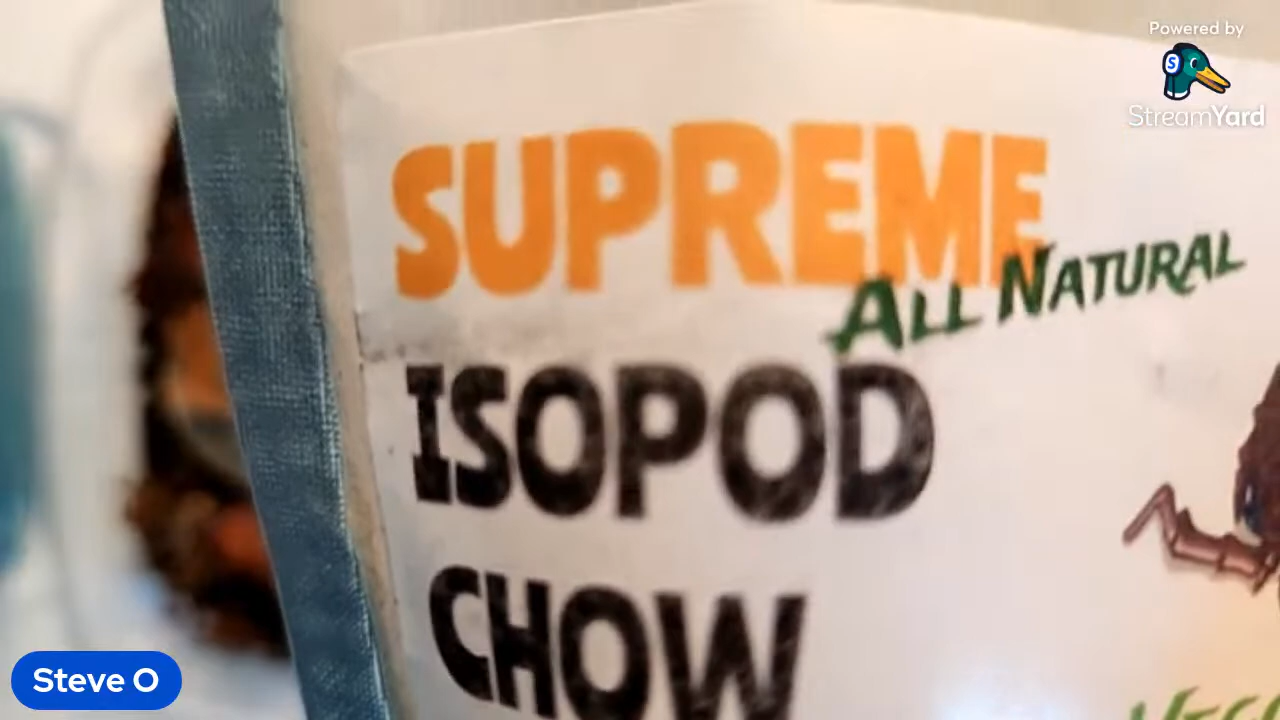 Powered by
StreamYard
SUPREME
ALL NATURAL
ISOPOD
CHOW
Steve O